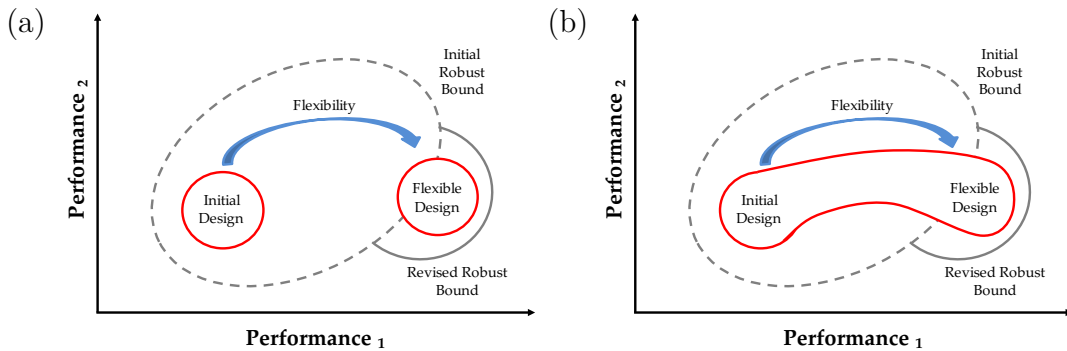 (a)
Performance 2
Initial
Robust
Bound
Flexibility
Initial
Design
Flexible
Design
Revised Robust
Bound
Performance 1
(b)
Performance 2
Initial
Robust
Bound
Flexibility
Initial
Design
Flexible
Design
Revised Robust
Bound
Performance 1